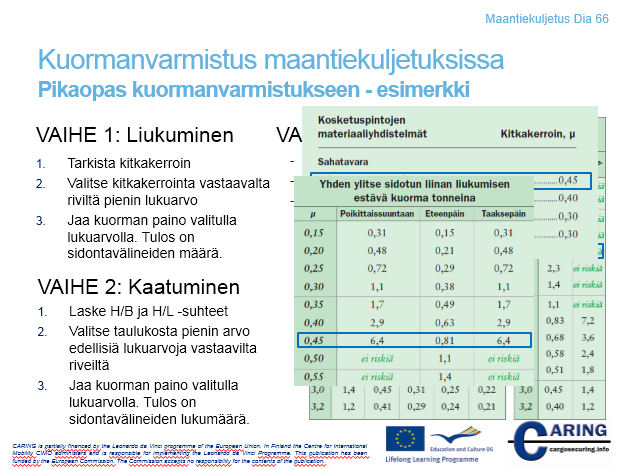 Maantiekuljetus Dia 66
Kuormanvarmistus maantiekuljetuksissa
Pikaopas kuormanvarmistukseen - esimerkki
VAIHE 1: Liukuminen
1. Tarkista kitkakerroin
2. Valitse kitkakerrointa vastaavalta
riviltä pienin lukuarvo
3. Jaa kuorman paino valitulla
lukuarvolla. Tulos on
sidontavälineiden määrä.
VAIHE 2: Kaatuminen
1. Laske H/B ja H/L -suhteet
2. Valitse taulukosta pienin arvo
edellisiä lukuarvoja vastaavilta
riveiltä
3. Jaa kuorman paino valitulla
lukuarvolla. Tulos on
sidontavälineiden lukumäärä.
VA
Kosketuspintojen
materiaaliyhdistelmät Kitkakerroin, µ
Sahatavara
0,45
0,40
0,30
0,30
Yhden ylitse sidotun liinan liukumisen
estävä kuorma tonneina
µ Poikittaissuuntaan Eteenpäin Taaksepäin
0,15 0,31 0,15 0,31
0,20 0,48 0,21 0,48
0,25 0,72 0,29 0,72
0,30 1,1 0,38 1,1
0,35 1,7 0,49 1,7
0,40 2,9 0,63 2,9
0,45 6,4 0,81 6,4
0,50 ei riskiä 1,1 ei riskiä
0,55 ei riskiä 1,4 ei riskiä
2,3 ei riskiä
1,4 ei riskiä
1,1 ei riskiä
0,83 7,2
0,68 3,6
0,58 2,4
0,51 1,8
3,0 1,4 0,45 0,31 0,25 0,22 3,0 0,45 1,4
3,2 1,2 0,41 0,29 0,24 0,21 3,2 0,40 1,2
CARING is partially financed by the Leonardo da Vinci programme of the European Union. In Finland the Centre for International
Mobility CIMO administers and is responsible for implementing the Leonardo da Vinci Programme. This publication has been
funded by the European Commission. The Commission accepts no responsibility for the contents of the publication.
Education and Culture DG
Lifelong Learning Programme
CARING
cargosecuring.info